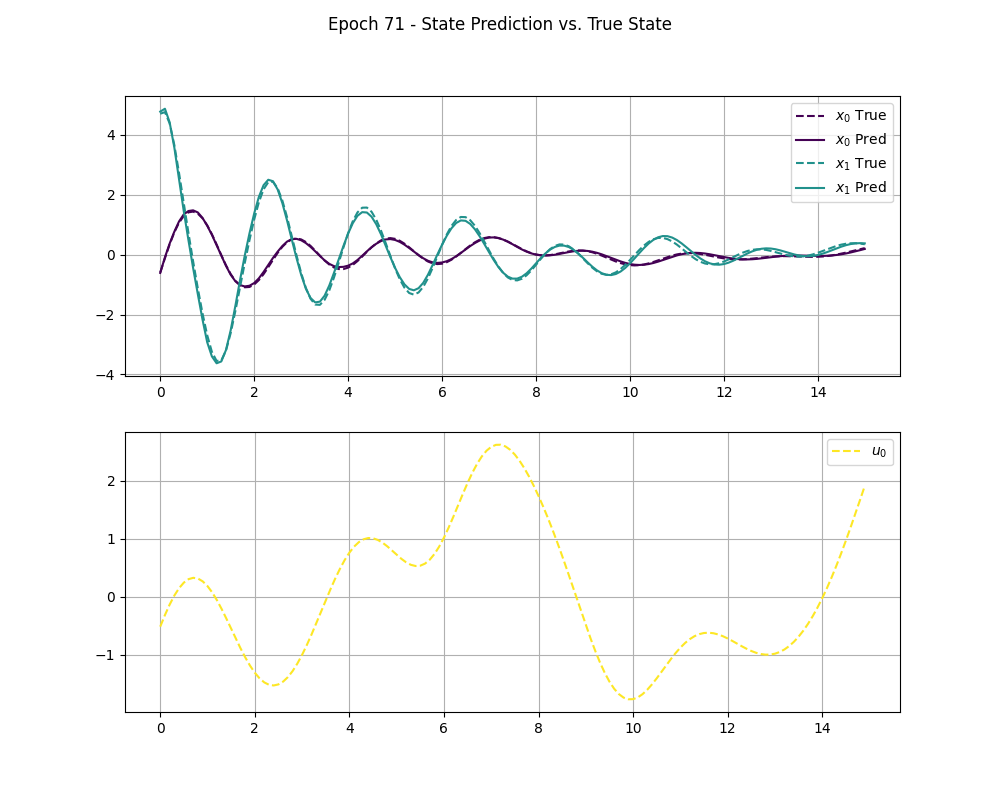 Epoch 71 - State Prediction vs. True State
4
2
0
−2
−4
x₀ True
x₀ Pred
x₁ True
x₁ Pred
0 2 4 6 8 10 12 14
2
1
0
−1
u₀
0 2 4 6 8 10 12 14